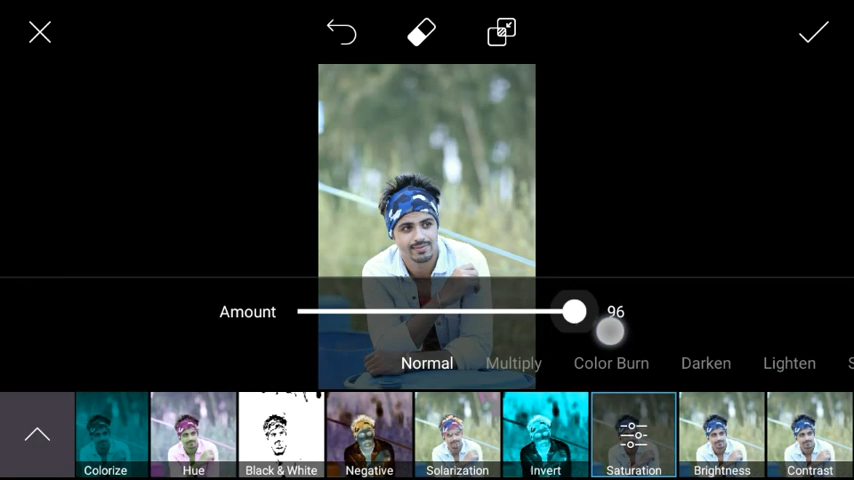 Amount 96
Normal Multiply Color Burn Darken Lighten S
Colorize Hue Black & White Negative Solarization Invert Saturation Brightness Contrast